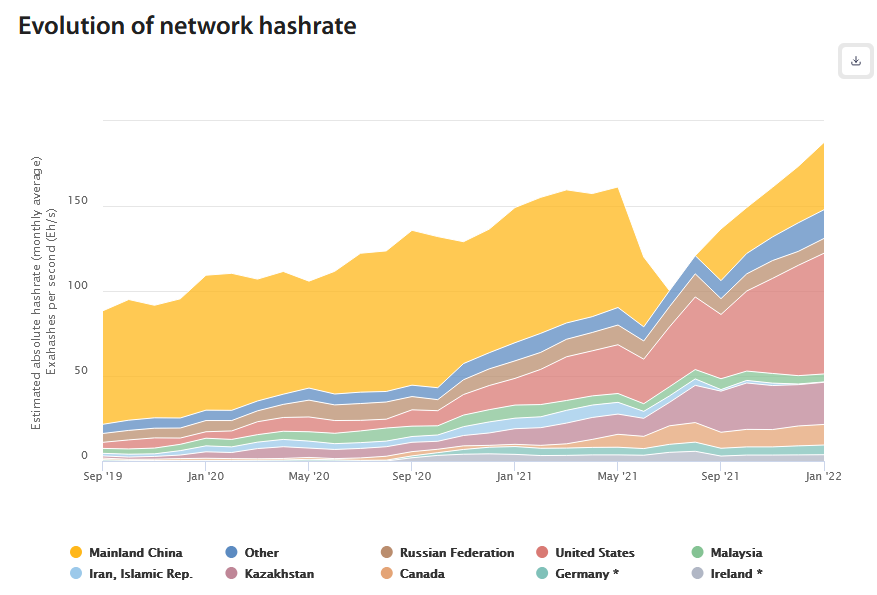 Evolution of network hashrate
Estimated absolute hashrate (monthly average)
Exahashes per second (Eh/s)
150
100
50
0
Sep '19 Jan '20 May '20 Sep '20 Jan '21 May '21 Sep '21 Jan '22
Mainland China Other Russian Federation United States Malaysia
Iran, Islamic Rep. Kazakhstan Canada Germany * Ireland *